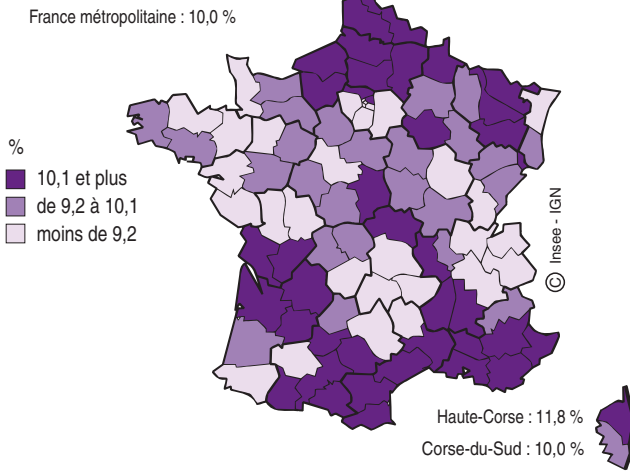 France métropolitaine : 10,0 %
%
10,1 et plus
de 9,2 à 10,1
moins de 9,2
© Insee - IGN
Haute-Corse : 11,8 %
Corse-du-Sud : 10,0 %